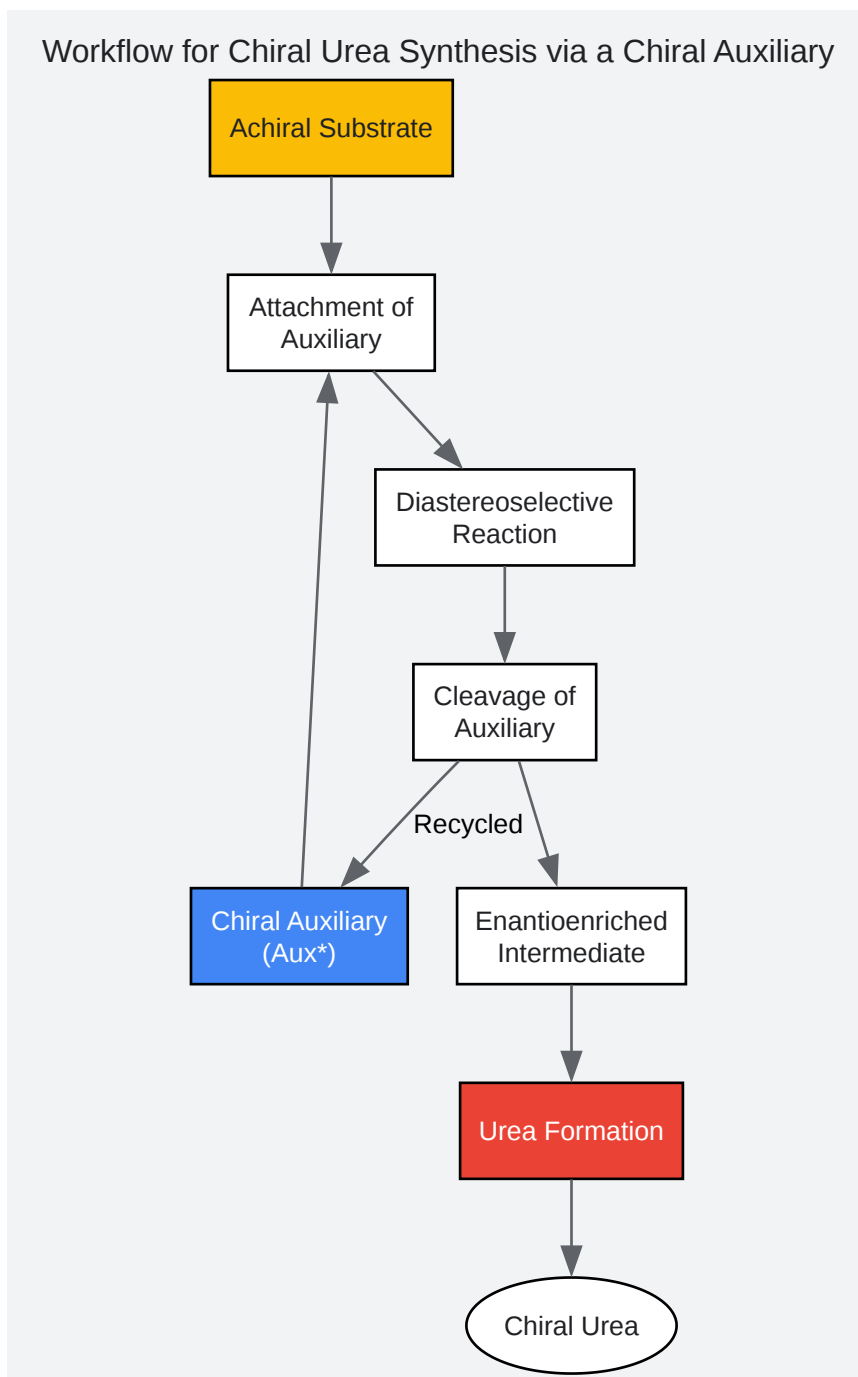 Workflow for Chiral Urea Synthesis via a Chiral Auxiliary
Achiral Substrate
Attachment of
Auxiliary
Diastereoselective
Reaction
Cleavage of
Auxiliary
Recycled
Chiral Auxiliary
(Aux*)
Enantioenriched
Intermediate
Urea Formation
Chiral Urea